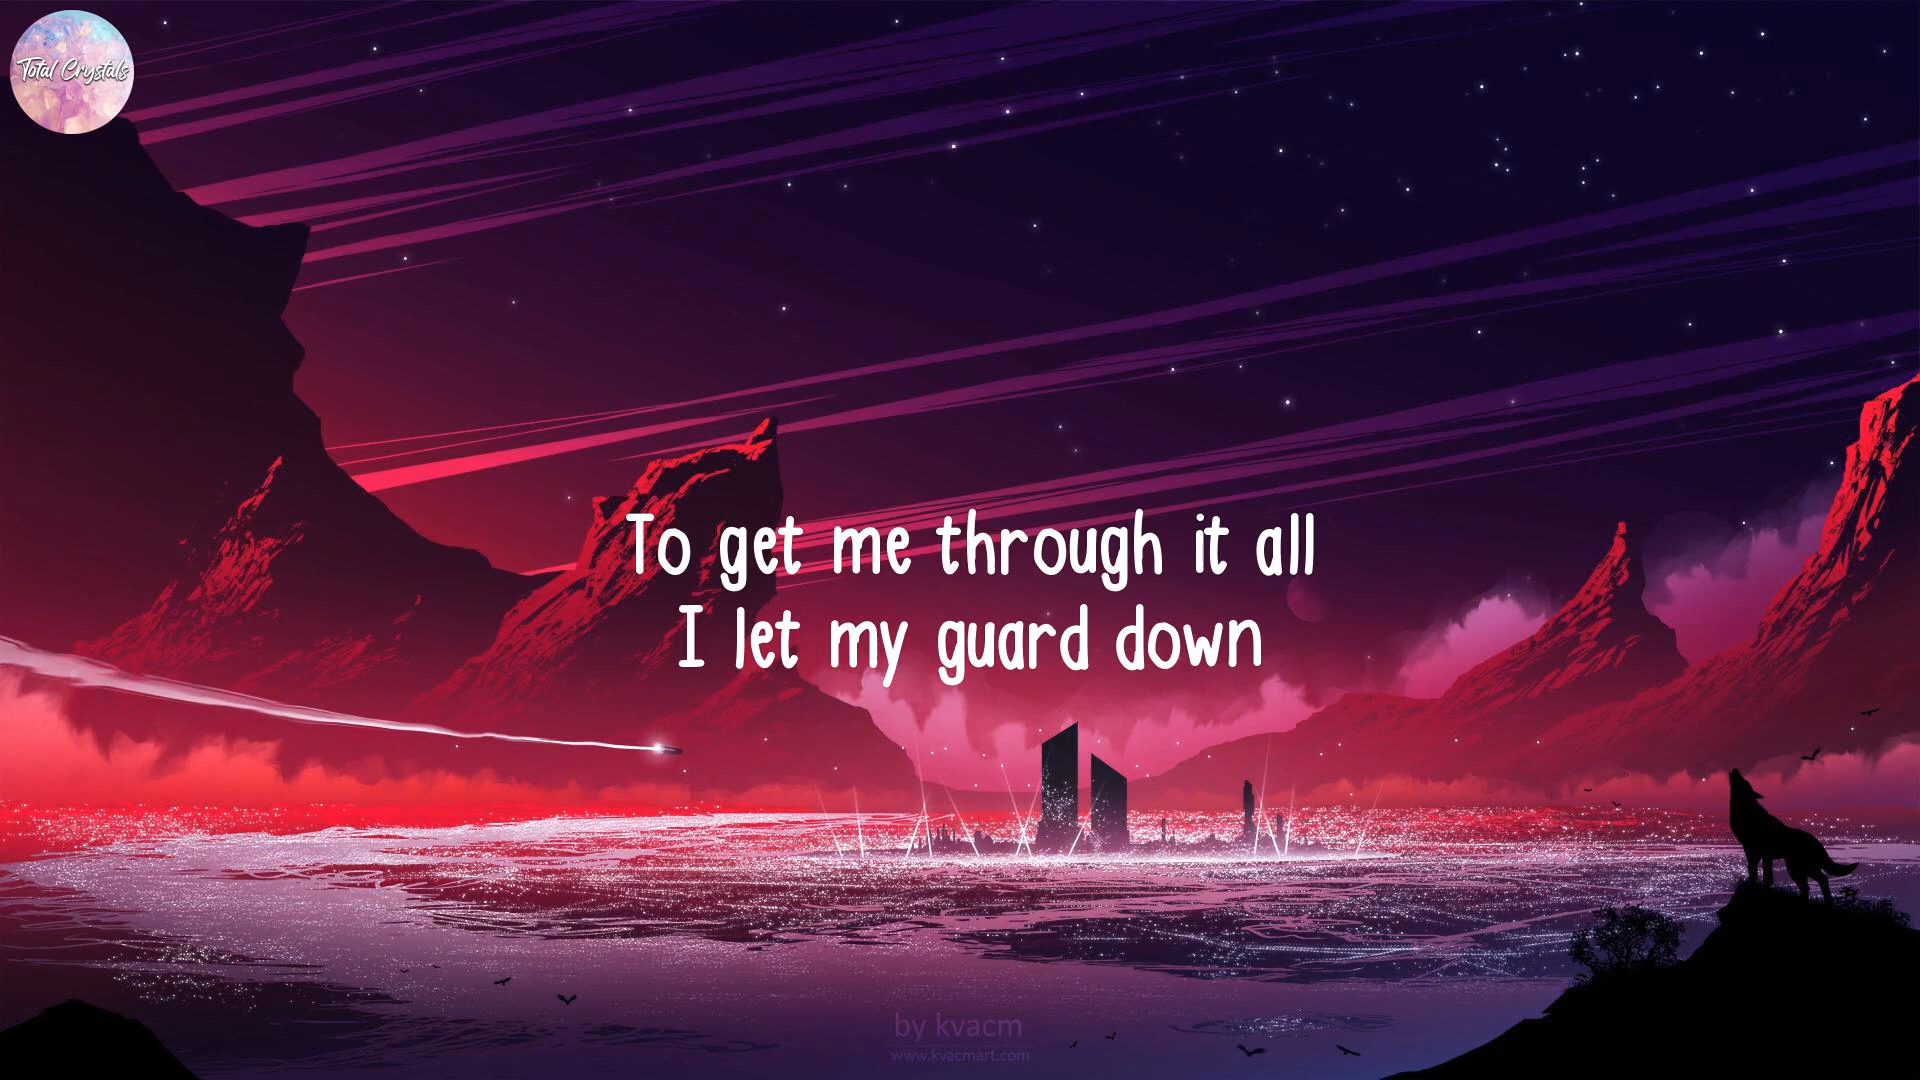 Total Crystals
To get me through it all
I let my guard down
by kvacm
www.kvacmart.com